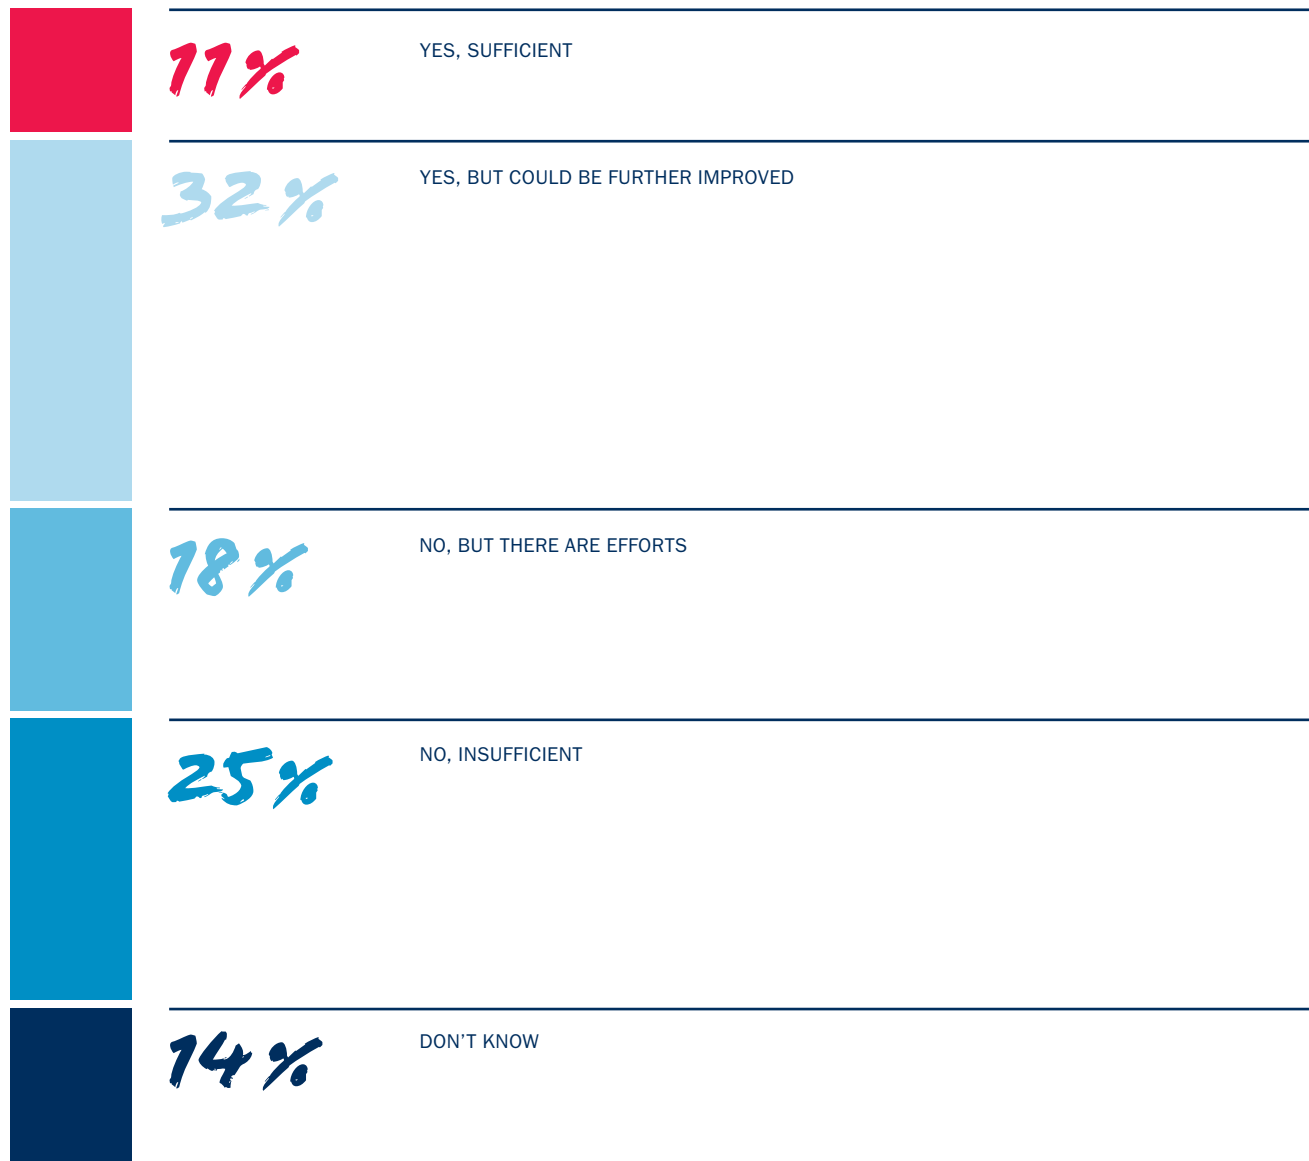 11% YES, SUFFICIENT
32% YES, BUT COULD BE FURTHER IMPROVED
18% NO, BUT THERE ARE EFFORTS
25% NO, INSUFFICIENT
14% DON’T KNOW